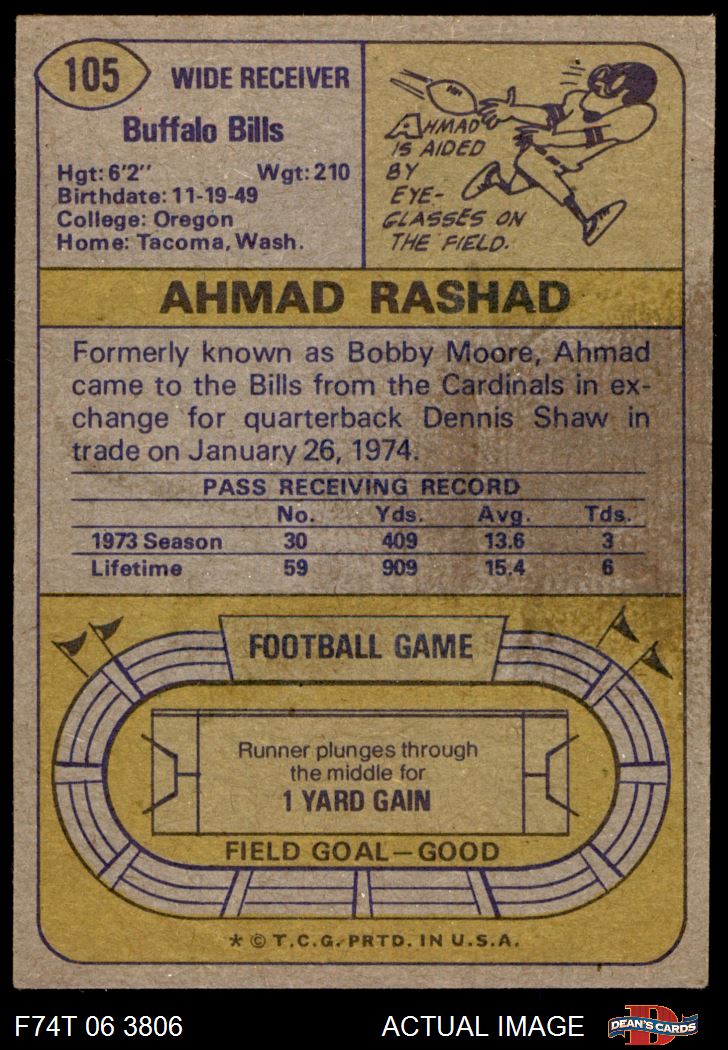 105
WIDE RECEIVER
Buffalo Bills
Hgt: 6'2'' Wgt: 210
Birthdate: 11-19-49
College: Oregon
Home: Tacoma, Wash.
AHMAD
IS AIDED
BY
EYE-
GLASSES ON
THE FIELD.
AHMAD RASHAD
Formerly known as Bobby Moore, Ahmad
came to the Bills from the Cardinals in ex-
change for quarterback Dennis Shaw in
trade on January 26, 1974.
PASS RECEIVING RECORD
No. Yds. Avg. Tds.
1973 Season 30 409 13.6 3
Lifetime 59 909 15.4 6
FOOTBALL GAME
Runner plunges through
the middle for
1 YARD GAIN
FIELD GOAL—GOOD
* © T.C.G. PRTD. IN U.S.A.
F74T 06 3806 ACTUAL IMAGE
D
DEAN'S CARDS